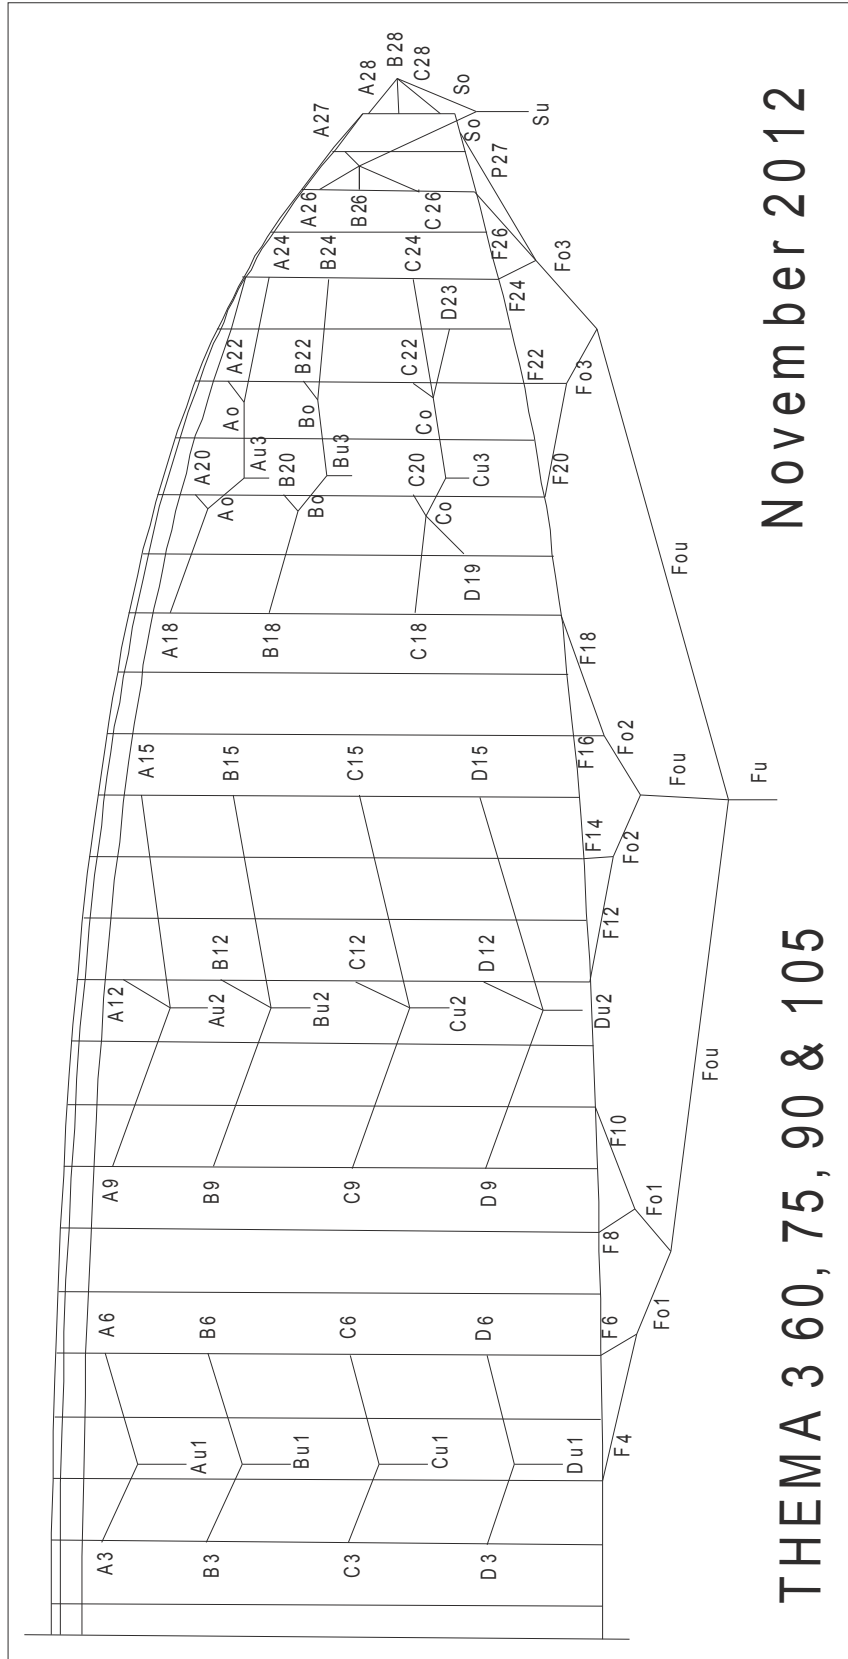 THEMA 3 60, 75, 90 & 105
November 2012
A3
B3
C3
D3
Au1
Bu1
Cu1
Du1
A6
B6
C6
D6
A9
B9
C9
D9
A12
B12
C12
D12
Au2
Bu2
Cu2
Du2
A15
B15
C15
D15
A18
B18
C18
D19
A20
B20
C20
Ao
Bo
Co
Au3
Bu3
Cu3
Ao
Bo
Co
A22
B22
C22
D23
A24
B24
C24
A26
B26
C26
A27
A28
B28
C28
So
So
Su
P27
F4
F6
F8
F10
F12
F14
F16
F18
F20
F22
F24
F26
Fo1
Fo1
Fo2
Fo2
Fo3
Fo3
Fou
Fou
Fou
Fu